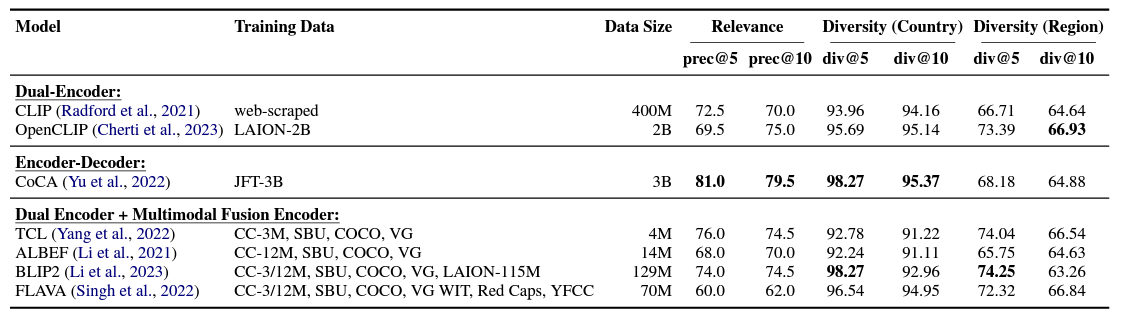 Model Training Data Data Size Relevance Diversity (Country) Diversity (Region)
prec@5 prec@10 div@5 div@10 div@5 div@10
Dual-Encoder:
CLIP (Radford et al., 2021) web-scraped 400M 72.5 70.0 93.96 94.16 66.71 64.64
OpenCLIP (Cherti et al., 2023) LAION-2B 2B 69.5 75.0 95.69 95.14 73.39 66.93
Encoder-Decoder:
CoCA (Yu et al., 2022) JFT-3B 3B 81.0 79.5 98.27 95.37 68.18 64.88
Dual Encoder + Multimodal Fusion Encoder:
TCL (Yang et al., 2022) CC-3M, SBU, COCO, VG 4M 76.0 74.5 92.78 91.22 74.04 66.54
ALBEF (Li et al., 2021) CC-12M, SBU, COCO, VG 14M 68.0 70.0 92.24 91.11 65.75 64.63
BLIP2 (Li et al., 2023) CC-3/12M, SBU, COCO, VG, LAION-115M 129M 74.0 74.5 98.27 92.96 74.25 63.26
FLAVA (Singh et al., 2022) CC-3/12M, SBU, COCO, VG WIT, Red Caps, YFCC 70M 60.0 62.0 96.54 94.95 72.32 66.84